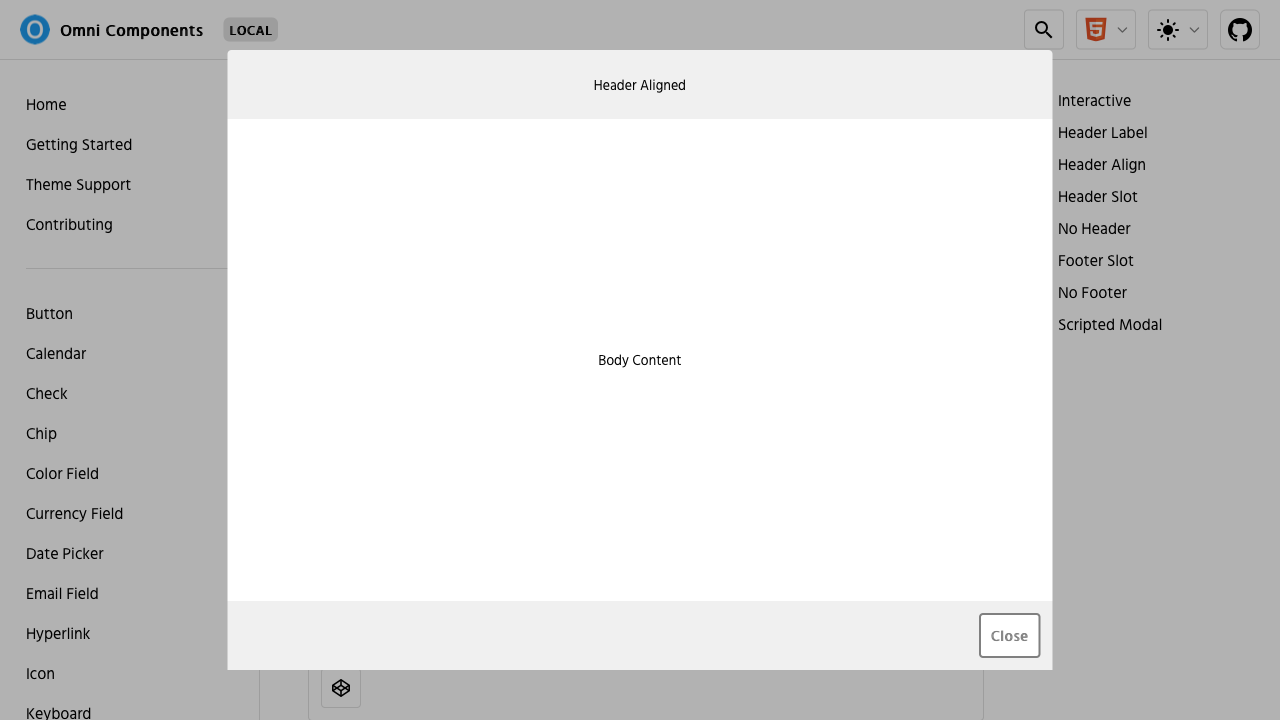 Omni Components
LOCAL
Header Aligned
Home
Getting Started
Theme Support
Contributing
Button
Calendar
Check
Chip
Color Field
Currency Field
Date Picker
Email Field
Hyperlink
Icon
Keyboard
Body Content
Close
Interactive
Header Label
Header Align
Header Slot
No Header
Footer Slot
No Footer
Scripted Modal